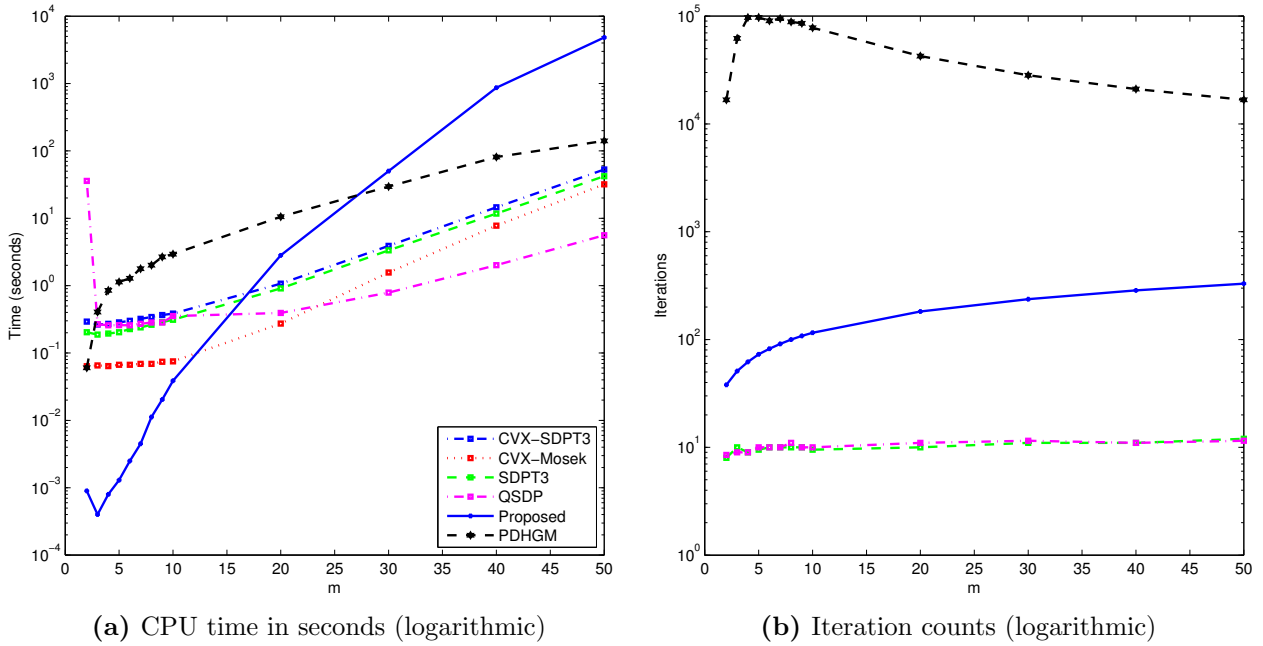 10^4
10^3
10^2
10^1
10^0
10^-1
10^-2
10^-3
10^-4
Time (seconds)
0 5 10 15 20 25 30 35 40 45 50
m
CVX−SDPT3
CVX−Mosek
SDPT3
QSDP
Proposed
PDHGM
(a) CPU time in seconds (logarithmic)
10^5
10^4
10^3
10^2
10^1
10^0
Iterations
0 5 10 15 20 25 30 35 40 45 50
m
(b) Iteration counts (logarithmic)